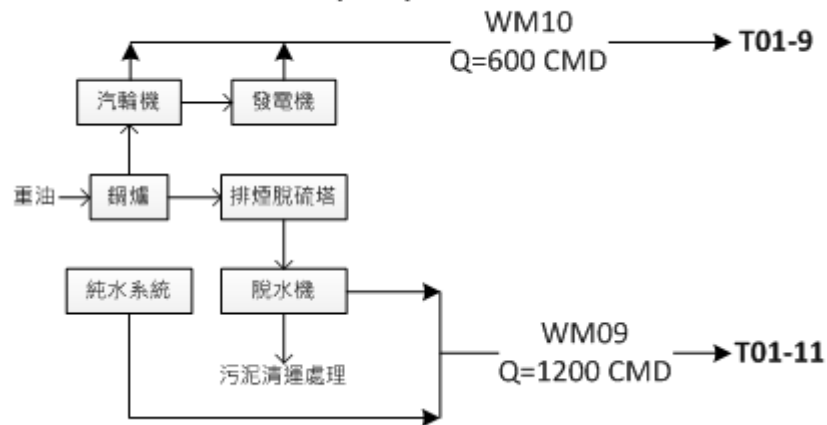 WM10
Q=600 CMD
T01-9
汽輪機
發電機
重油
鍋爐
排煙脫硫塔
純水系統
脫水機
WM09
Q=1200 CMD
T01-11
污泥清運處理